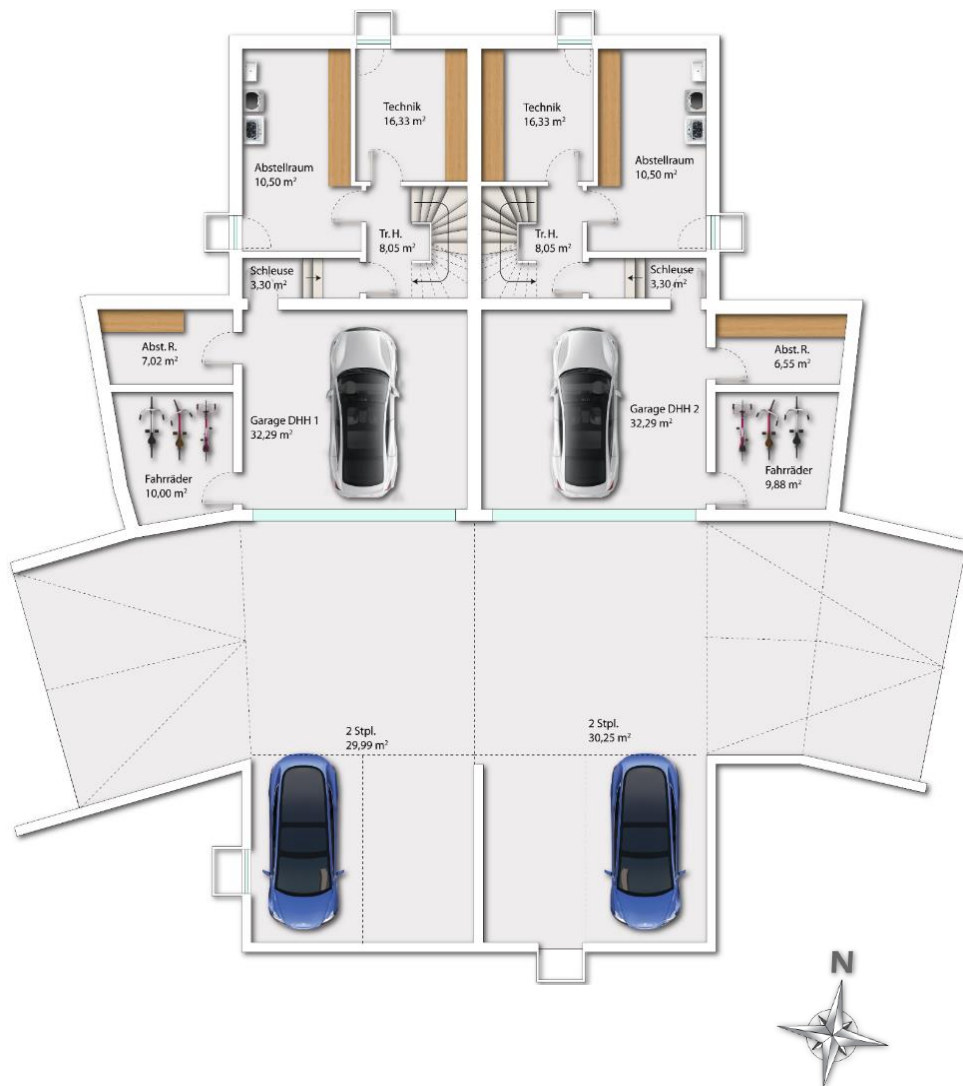 Technik
16,33 m²
Technik
16,33 m²
Abstellraum
10,50 m²
Abstellraum
10,50 m²
Tr. H.
8,05 m²
Tr. H.
8,05 m²
Schleuse
3,30 m²
Schleuse
3,30 m²
Abst. R.
7,02 m²
Abst. R.
6,55 m²
Garage DHH 1
32,29 m²
Garage DHH 2
32,29 m²
Fahrräder
10,00 m²
Fahrräder
9,88 m²
2 Stpl.
29,99 m²
2 Stpl.
30,25 m²
N